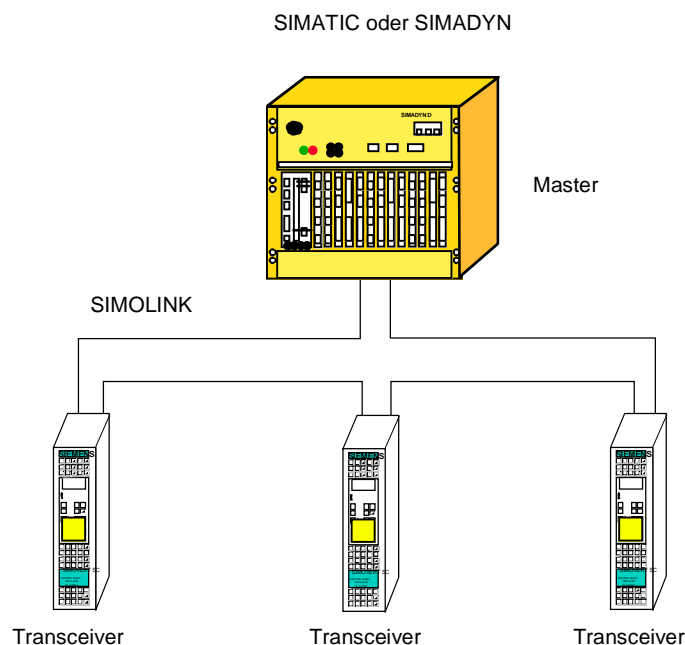 SIMATIC oder SIMADYN
SIMADYN D
Master
SIMOLINK
SIEMENS
SIEMENS
SIEMENS
Transceiver
Transceiver
Transceiver